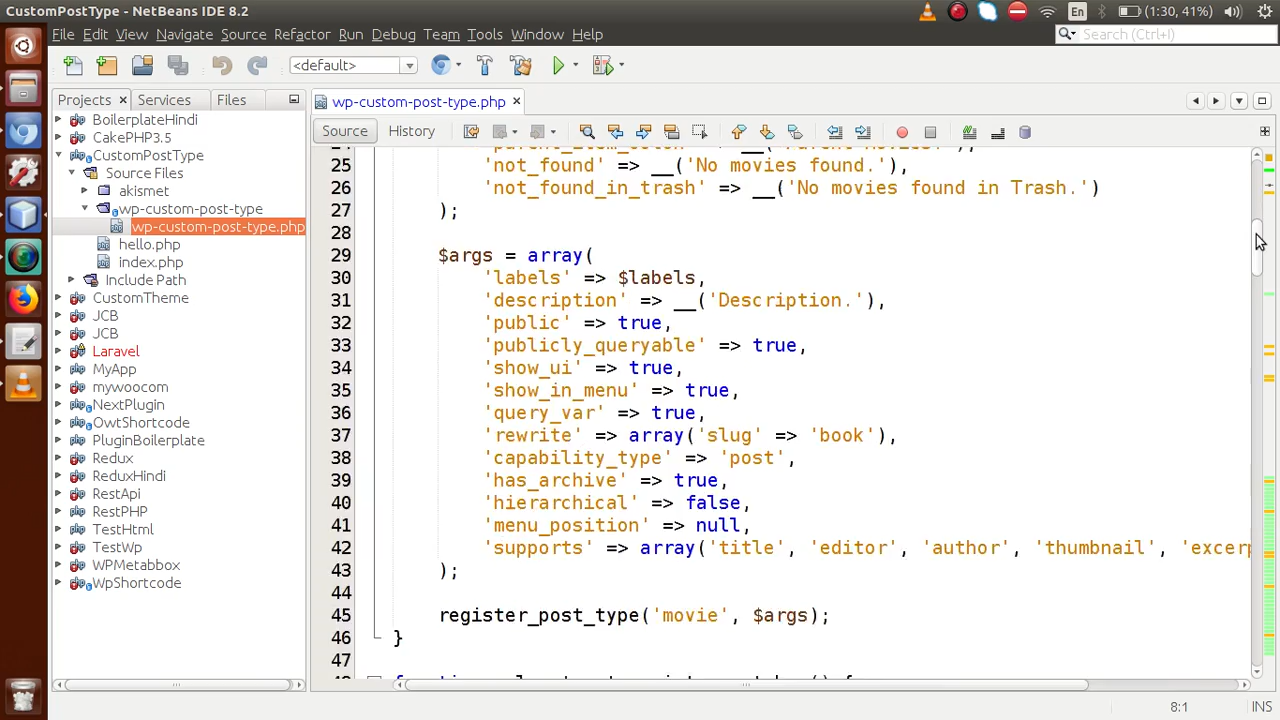 CustomPostType - NetBeans IDE 8.2
En
(1:30, 41%)
File Edit View Navigate Source Refactor Run Debug Team Tools Window Help
Search (Ctrl+I)
<default>
Projects
Services
Files
wp-custom-post-type.php
Source
History
BoilerplateHindi
CakePHP3.5
CustomPostType
Source Files
akismet
wp-custom-post-type
wp-custom-post-type.php
hello.php
index.php
Include Path
CustomTheme
JCB
JCB
Laravel
MyApp
mywoocom
NextPlugin
OwtShortcode
PluginBoilerplate
Redux
ReduxHindi
RestApi
RestPHP
TestHtml
TestWp
WPMetabbox
WpShortcode
25 'not_found' => __('No movies found.'),
26 'not_found_in_trash' => __('No movies found in Trash.')
27 );
28
29 $args = array(
30 'labels' => $labels,
31 'description' => __('Description.'),
32 'public' => true,
33 'publicly_queryable' => true,
34 'show_ui' => true,
35 'show_in_menu' => true,
36 'query_var' => true,
37 'rewrite' => array('slug' => 'book'),
38 'capability_type' => 'post',
39 'has_archive' => true,
40 'hierarchical' => false,
41 'menu_position' => null,
42 'supports' => array('title', 'editor', 'author', 'thumbnail', 'excerp
43 );
44
45 register_post_type('movie', $args);
46 }
47
8:1
INS